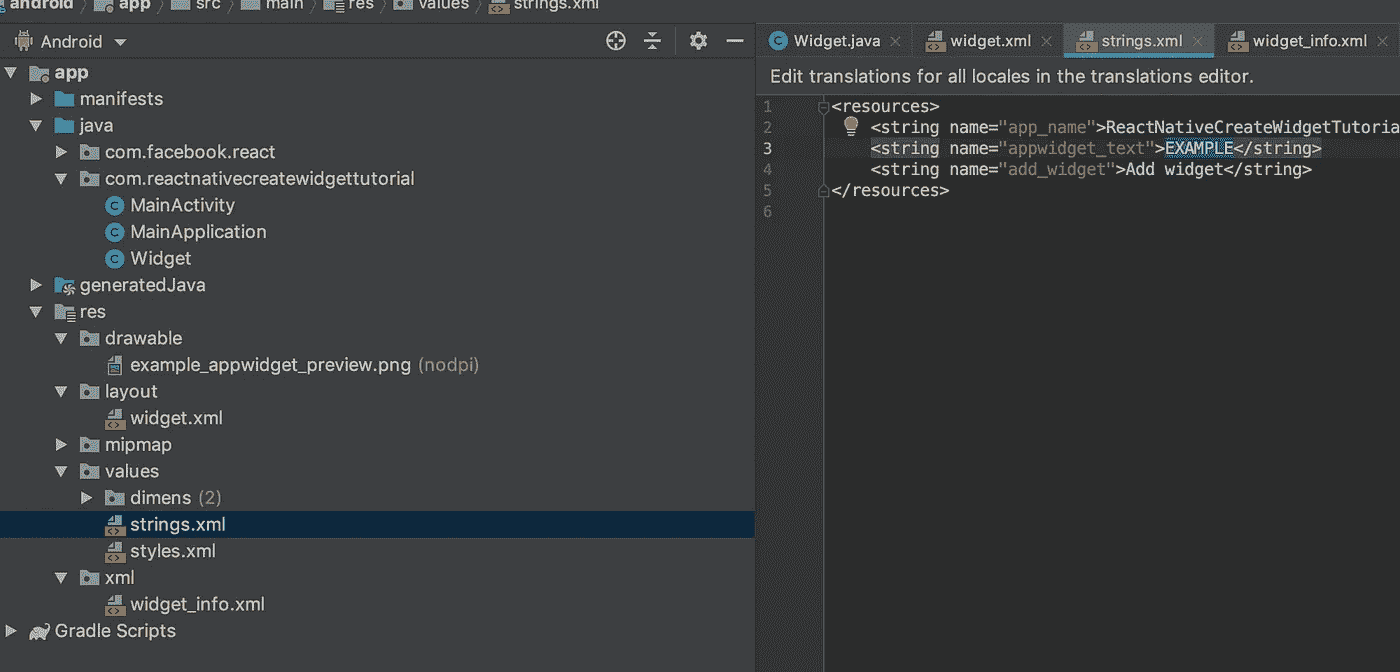 android app src main res values strings.xml
Android
app
manifests
java
com.facebook.react
com.reactnativecreatewidgettutorial
MainActivity
MainApplication
Widget
generatedJava
res
drawable
example_appwidget_preview.png (nodpi)
layout
widget.xml
mipmap
values
dimens (2)
strings.xml
styles.xml
xml
widget_info.xml
Gradle Scripts
Widget.java widget.xml strings.xml widget_info.xml
Edit translations for all locales in the translations editor.
1 <resources>
2 <string name="app_name">ReactNativeCreateWidgetTutoria
3 <string name="appwidget_text">EXAMPLE</string>
4 <string name="add_widget">Add widget</string>
5 </resources>
6